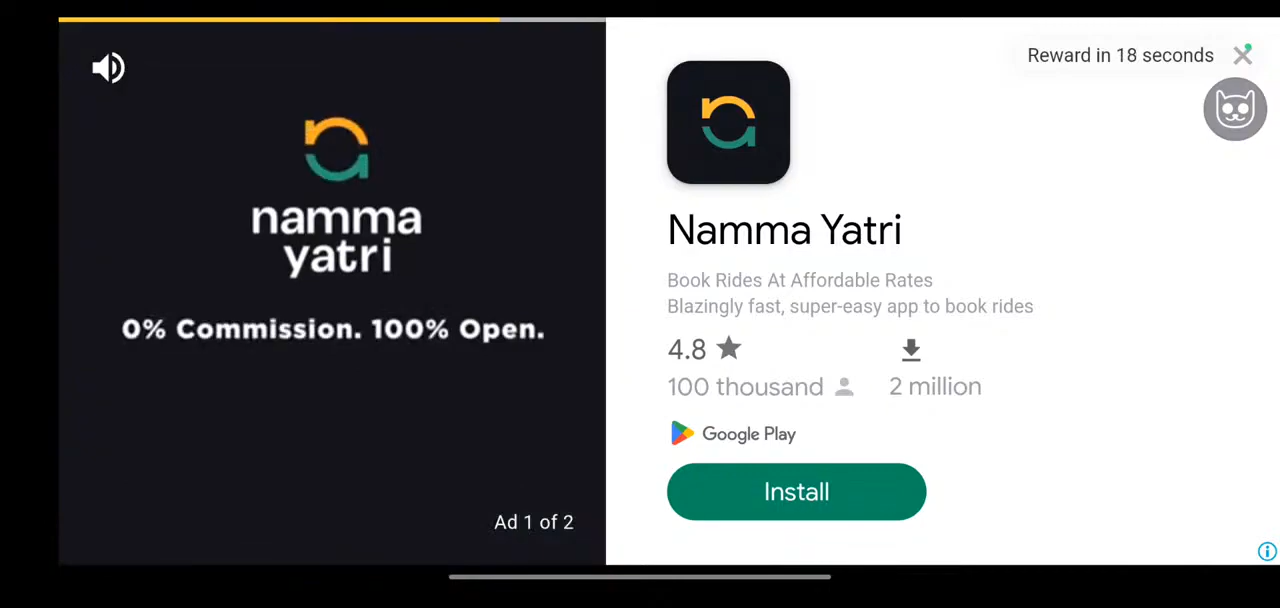 namma
yatri
0% Commission. 100% Open.
Ad 1 of 2
Reward in 18 seconds
Namma Yatri
Book Rides At Affordable Rates
Blazingly fast, super-easy app to book rides
4.8
100 thousand
2 million
Google Play
Install